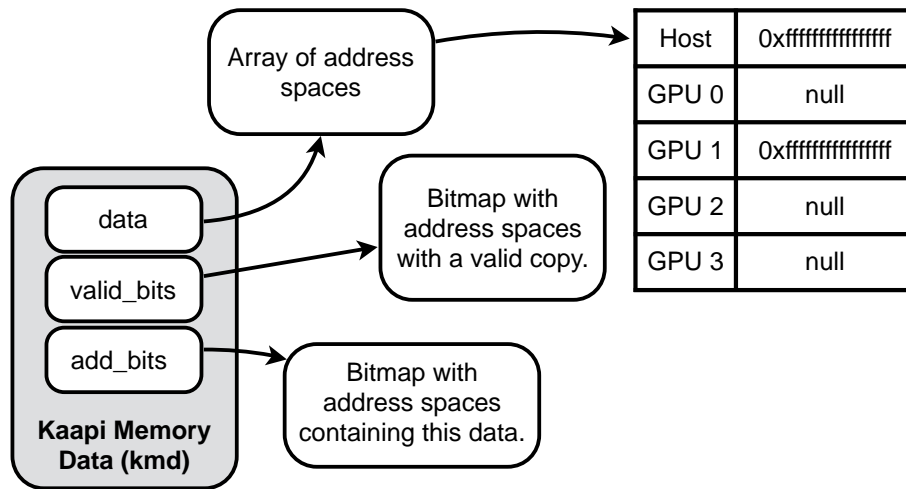 Array of address
spaces
Host 0xffffffffffffffff
GPU 0 null
GPU 1 0xffffffffffffffff
GPU 2 null
GPU 3 null
data
valid_bits
add_bits
Kaapi Memory
Data (kmd)
Bitmap with
address spaces
with a valid copy.
Bitmap with
address spaces
containing this data.